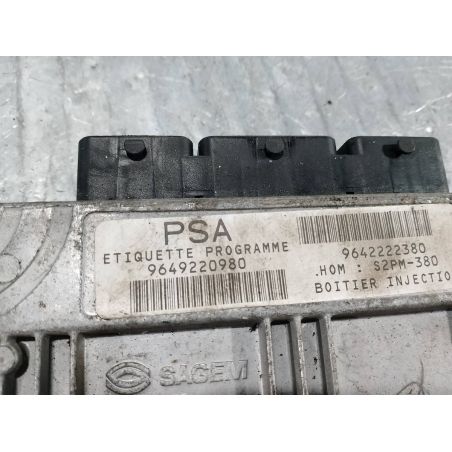 PSA
ETIQUETTE PROGRAMME
9649220980
9642222380
.HOM : S2PM-380
BOITIER INJECTIO
SAGEM